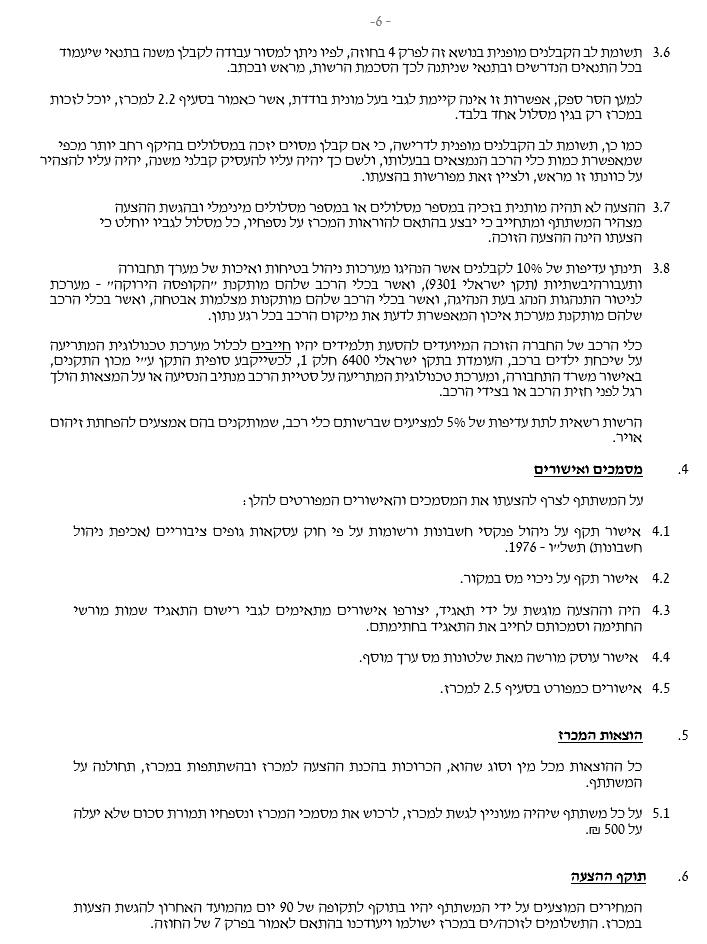 -6-
3.6 תשומת לב הקבלנים מופנית בנושא זה לפרק 4 בחוזה, לפיו ניתן למסור עבודה לקבלן משנה בתנאי שיעמוד
בכל התנאים הנדרשים ובתנאי שניתנה לכך הסכמת הרשות, מראש ובכתב.
למען הסר ספק, אפשרות זו אינה קיימת לגבי בעל מונית בודדת, אשר כאמור בסעיף 2.2 למכרז, יוכל לזכות
במכרז רק בגין מסלול אחד בלבד.
כמו כן, תשומת לב הקבלנים מופנית לדרישה, כי אם קבלן מסוים יזכה במסלולים בהיקף רחב יותר מכפי
שמאפשרת כמות כלי הרכב הנמצאים בבעלותו, ולשם כך יהיה עליו להעסיק קבלני משנה, יהיה עליו להצהיר
על כוונתו זו מראש, ולציין זאת מפורשות בהצעתו.
3.7 ההצעה לא תהיה מותנית בזכיה במספר מסלולים או במספר מסלולים מינימלי ובהגשת ההצעה
מצהיר המשתתף ומתחייב כי יבצע בהתאם להוראות המכרז על נספחיו, כל מסלול לגביו יוחלט כי
הצעתו הינה ההצעה הזוכה.
3.8 תינתן עדיפות של 10% לקבלנים אשר הנהיגו מערכות ניהול בטיחות ואיכות של מערך תחבורה
ותעבורהיבשתיות (תקן ישראלי 9301), ואשר בכלי הרכב שלהם מותקנת "הקופסה הירוקה" - מערכת
לניטור התנהגות הנהג בעת הנהיגה, ואשר בכלי הרכב שלהם מותקנות מצלמות אבטחה, ואשר בכלי הרכב
שלהם מותקנת מערכת איכון המאפשרת לדעת את מיקום הרכב בכל רגע נתון.
כלי הרכב של החברה הזוכה המיועדים להסעת תלמידים יהיו חייבים לכלול מערכת טכנולוגית המתריעה
על שיכחת ילדים ברכב, העומדת בתקן ישראלי 6400 חלק 1, לכשייקבע סופית התקן ע"י מכון התקנים,
באישור משרד התחבורה, ומערכת טכנולוגית המתריעה על סטיית הרכב מנתיב הנסיעה או על המצאות הולך
רגל לפני חזית הרכב או בצידי הרכב.
הרשות רשאית לתת עדיפות של 5% למציעים שברשותם כלי רכב, שמותקנים בהם אמצעים להפחתת זיהום
אויר.
4. מסמכים ואישורים
על המשתתף לצרף להצעתו את המסמכים והאישורים המפורטים להלן:
4.1 אישור תקף על ניהול פנקסי חשבונות ורשומות על פי חוק עסקאות גופים ציבוריים (אכיפת ניהול
חשבונות) תשל"ו - 1976.
4.2 אישור תקף על ניכוי מס במקור.
4.3 היה וההצעה מוגשת על ידי תאגיד, יצורפו אישורים מתאימים לגבי רישום התאגיד שמות מורשי
החתימה וסמכותם לחייב את התאגיד בחתימתם.
4.4 אישור עוסק מורשה מאת שלטונות מס ערך מוסף.
4.5 אישורים כמפורט בסעיף 2.5 למכרז.
5. הוצאות המכרז
כל ההוצאות מכל מין וסוג שהוא, הכרוכות בהכנת ההצעה למכרז ובהשתתפות במכרז, תחולנה על
המשתתף.
5.1 על כל משתתף שיהיה מעוניין לגשת למכרז, לרכוש את מסמכי המכרז ונספחיו תמורת סכום שלא יעלה
על 500 ₪.
6. תוקף ההצעה
המחירים המוצעים על ידי המשתתף יהיו בתוקף לתקופה של 90 יום מהמועד האחרון להגשת הצעות
במכרז. התשלומים לזוכה/ים במכרז ישולמו ויעודכנו בהתאם לאמור בפרק 7 של החוזה.